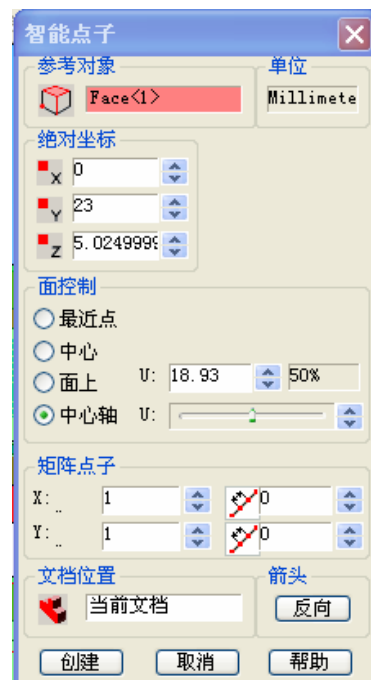 智能点子
参考对象 单位
Face<1> Millimete
绝对坐标
X 0
Y 23
Z 5.0249999
面控制
最近点
中心
面上 U: 18.93 50%
中心轴 U:
矩阵点子
X: 1 0
Y: 1 0
文档位置 箭头
当前文档 反向
创建 取消 帮助